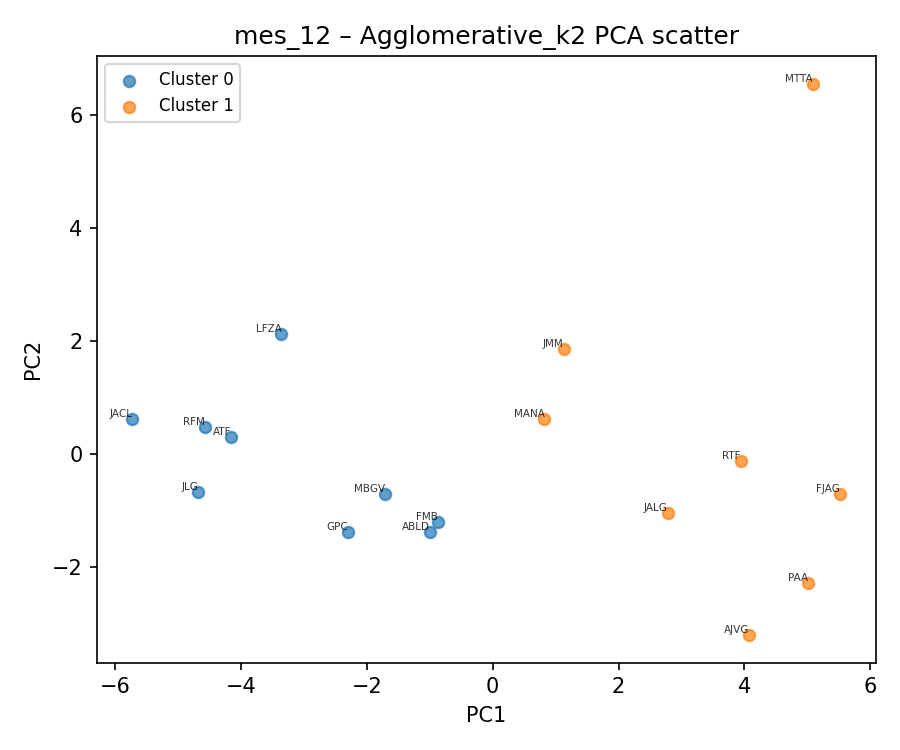 mes_12 – Agglomerative_k2 PCA scatter
Cluster 0
Cluster 1
MTTA
LFZA
JMM
JACL
RFM
ATF
MANA
JLG
MBGV
GPC
FMB
ABLD
RTF
FJAG
JALG
PAA
AJVG
6
4
2
0
−2
PC2
−6
−4
−2
0
2
4
6
PC1